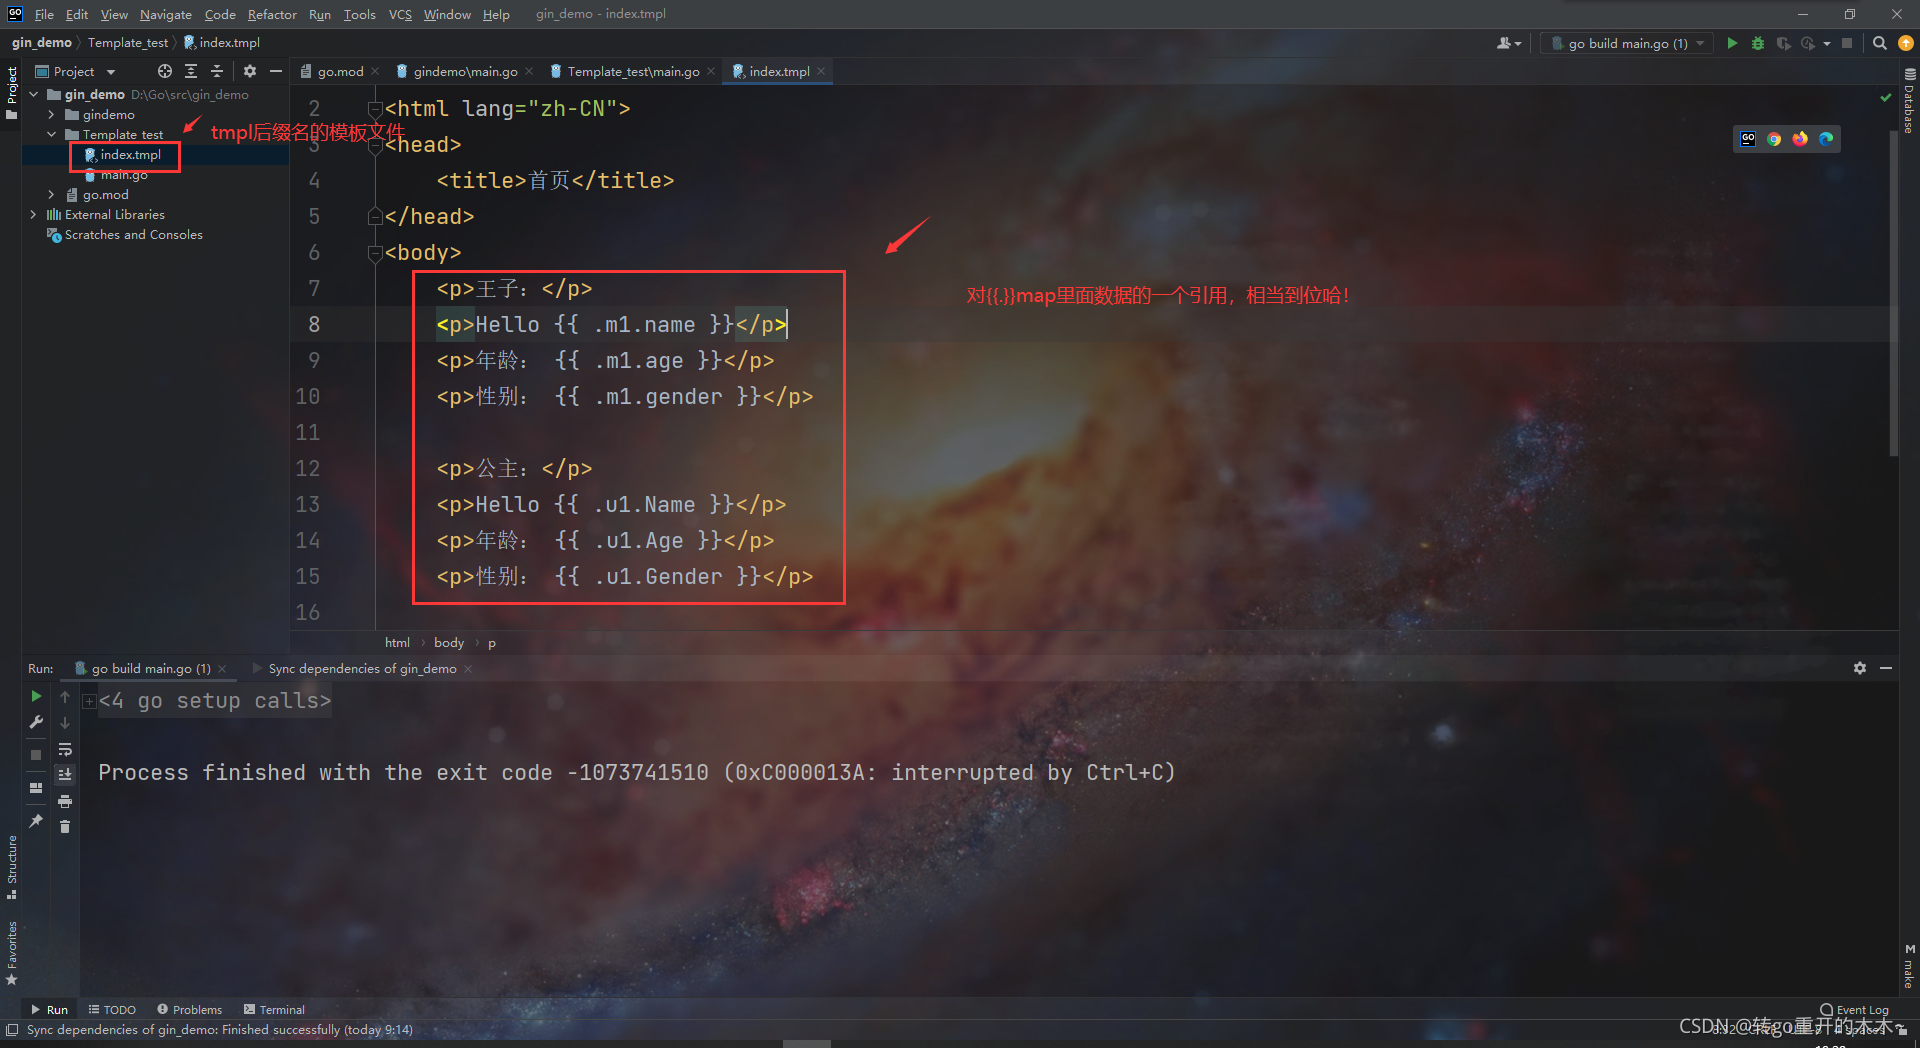 File Edit View Navigate Code Refactor Run Tools VCS Window Help gin_demo - index.tmpl
gin_demo Template_test index.tmpl
go build main.go (1)
Project
go.mod gindemo\main.go Template_test\main.go index.tmpl
Project
gin_demo D:\Go\src\gin_demo
gindemo
Template_test
tmpl后缀名的模板文件
index.tmpl
main.go
go.mod
External Libraries
Scratches and Consoles
Database
2 <html lang="zh-CN">
3 <head>
4 <title>首页</title>
5 </head>
6 <body>
7 <p>王子：</p>
对{{.}}map里面数据的一个引用，相当到位哈！
8 <p>Hello {{ .m1.name }}</p>
9 <p>年龄： {{ .m1.age }}</p>
10 <p>性别： {{ .m1.gender }}</p>
11
12 <p>公主：</p>
13 <p>Hello {{ .u1.Name }}</p>
14 <p>年龄： {{ .u1.Age }}</p>
15 <p>性别： {{ .u1.Gender }}</p>
16
html body p
Run: go build main.go (1) Sync dependencies of gin_demo
<4 go setup calls>
Process finished with the exit code -1073741510 (0xC000013A: interrupted by Ctrl+C)
Structure
Favorites
make
Run TODO Problems Terminal Event Log
Sync dependencies of gin_demo: Finished successfully (today 9:14)
CSDN @转go重开的木木